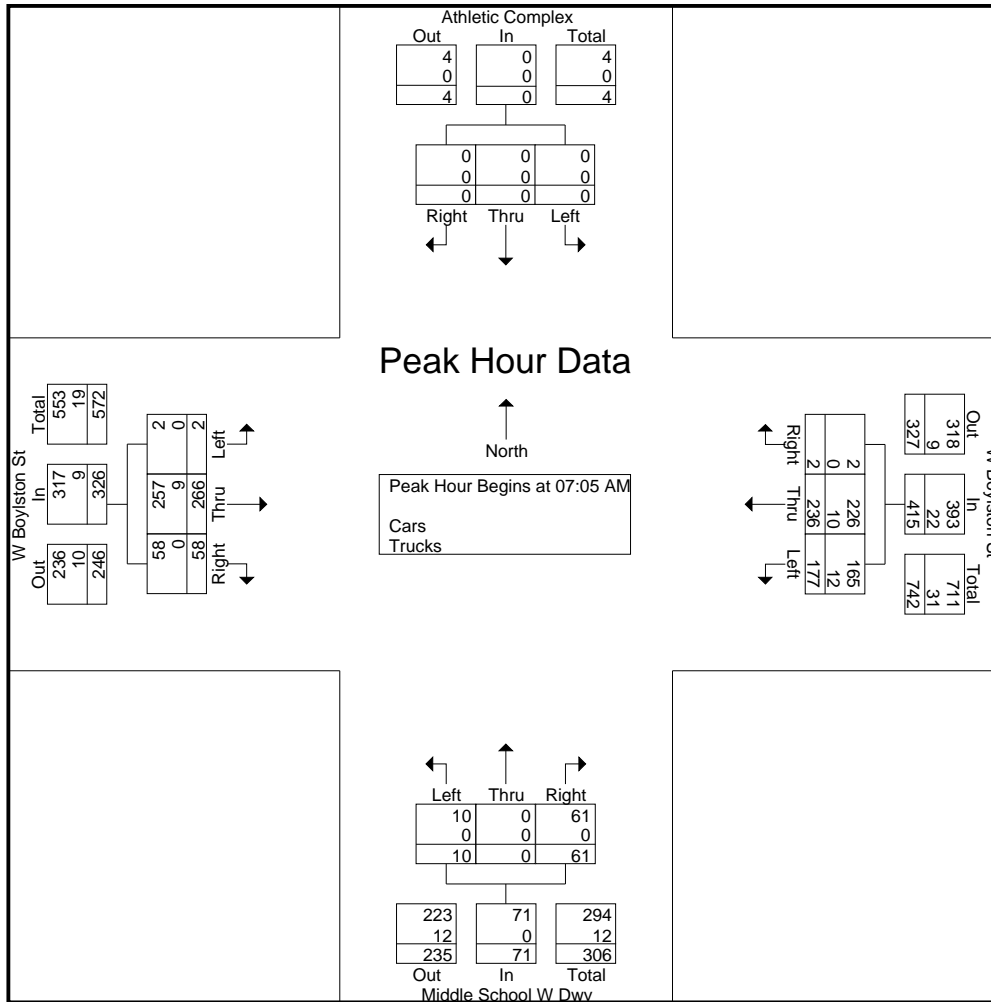 Athletic Complex
Out In Total
4 0 4
0 0 0
4 0 4
0 0 0
0 0 0
0 0 0
Right Thru Left
Peak Hour Data
North
Peak Hour Begins at 07:05 AM
Cars
Trucks
W Boylston St
Out In Total
236 317 553
10 9 19
246 326 572
2 257 58
0 9 0
2 266 58
Left Thru Right
W Boylston St
Out In Total
318 393 711
9 22 31
327 415 742
2 226 165
0 10 12
2 236 177
Right Thru Left
Left Thru Right
10 0 61
0 0 0
10 0 61
223 71 294
12 0 12
235 71 306
Out In Total
Middle School W Dwy